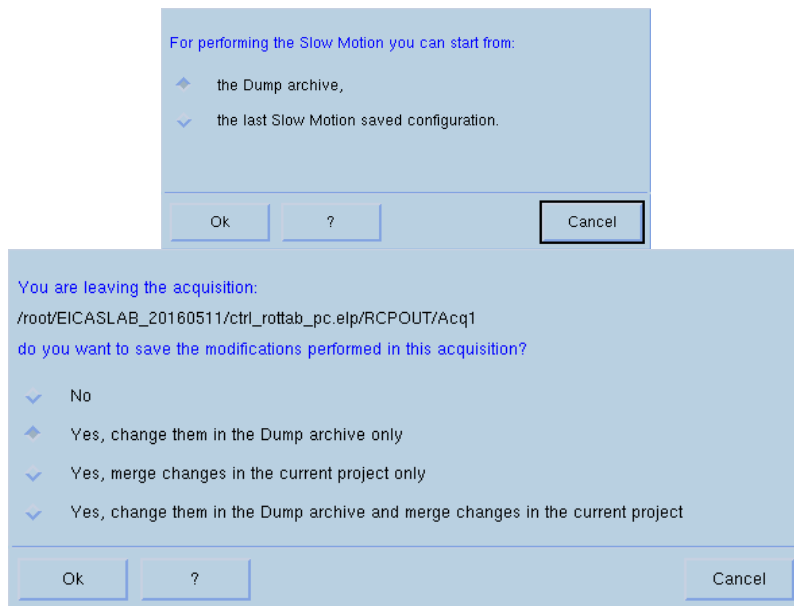 For performing the Slow Motion you can start from:
the Dump archive,
the last Slow Motion saved configuration.
Ok
?
Cancel
You are leaving the acquisition:
/root/EICASLAB_20160511/ctrl_rottab_pc.elp/RCPOUT/Acq1
do you want to save the modifications performed in this acquisition?
No
Yes, change them in the Dump archive only
Yes, merge changes in the current project only
Yes, change them in the Dump archive and merge changes in the current project
Ok
?
Cancel